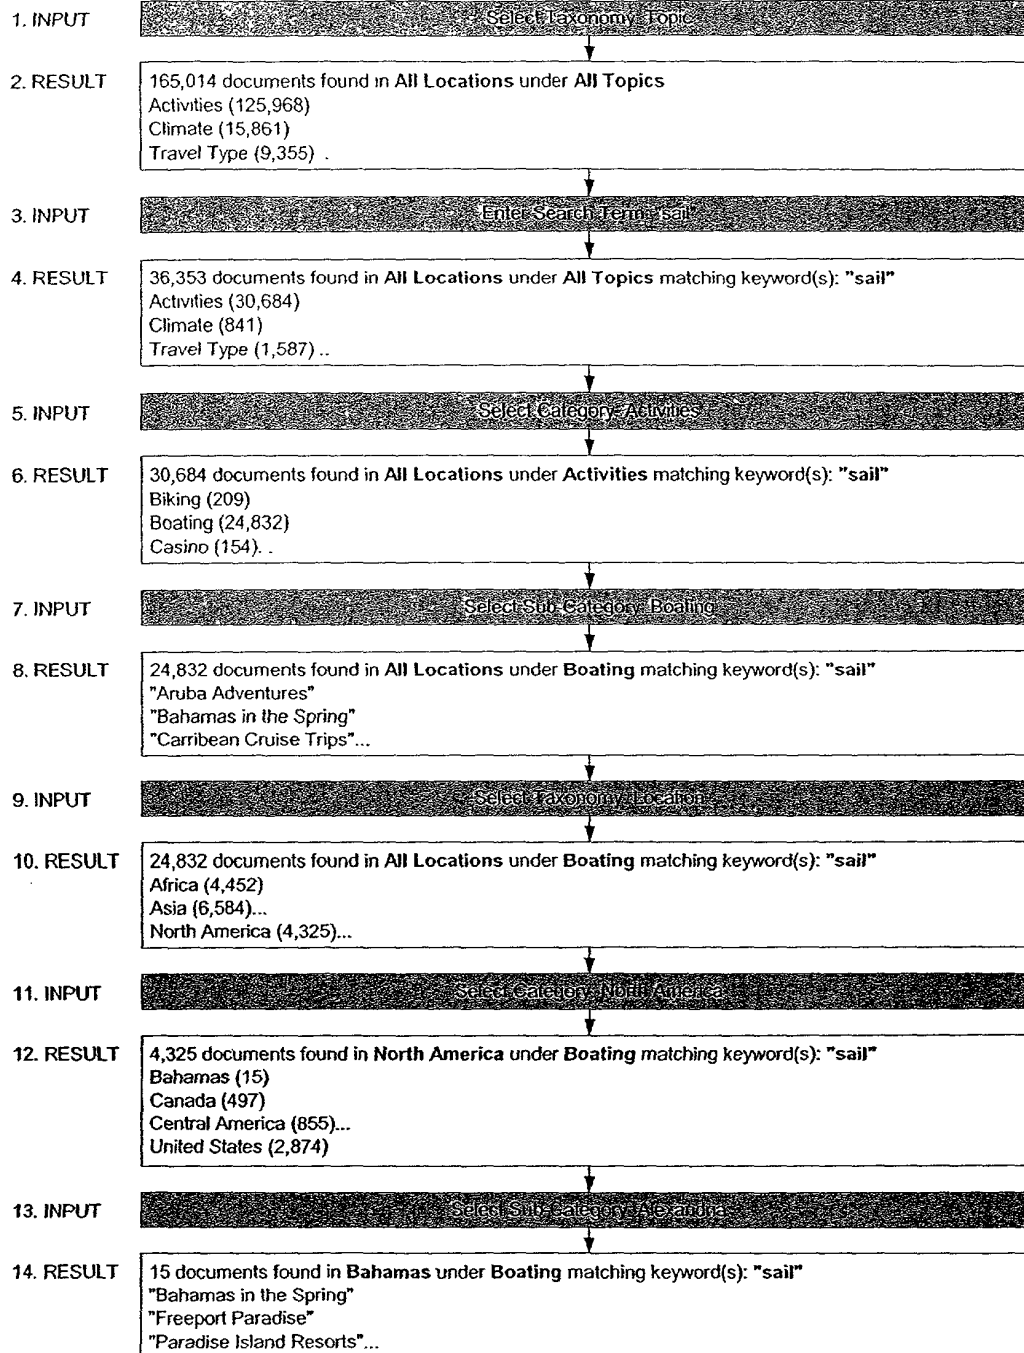 1. INPUT
Select Taxonomy: Topic
2. RESULT
165,014 documents found in All Locations under All Topics
Activities (125,968)
Climate (15,861)
Travel Type (9,355) .
3. INPUT
Enter Search Term: "sail"
4. RESULT
36,353 documents found in All Locations under All Topics matching keyword(s): "sail"
Activities (30,684)
Climate (841)
Travel Type (1,587) ..
5. INPUT
Select Category: Activities
6. RESULT
30,684 documents found in All Locations under Activities matching keyword(s): "sail"
Biking (209)
Boating (24,832)
Casino (154). .
7. INPUT
Select Sub-Category: Boating
8. RESULT
24,832 documents found in All Locations under Boating matching keyword(s): "sail"
"Aruba Adventures"
"Bahamas in the Spring"
"Carribean Cruise Trips"...
9. INPUT
Select Taxonomy: Location
10. RESULT
24,832 documents found in All Locations under Boating matching keyword(s): "sail"
Africa (4,452)
Asia (6,584)...
North America (4,325)...
11. INPUT
Select Category: North America
12. RESULT
4,325 documents found in North America under Boating matching keyword(s): "sail"
Bahamas (15)
Canada (497)
Central America (855)...
United States (2,874)
13. INPUT
Select Sub-Category: Alexandria
14. RESULT
15 documents found in Bahamas under Boating matching keyword(s): "sail"
"Bahamas in the Spring"
"Freeport Paradise"
"Paradise Island Resorts"...